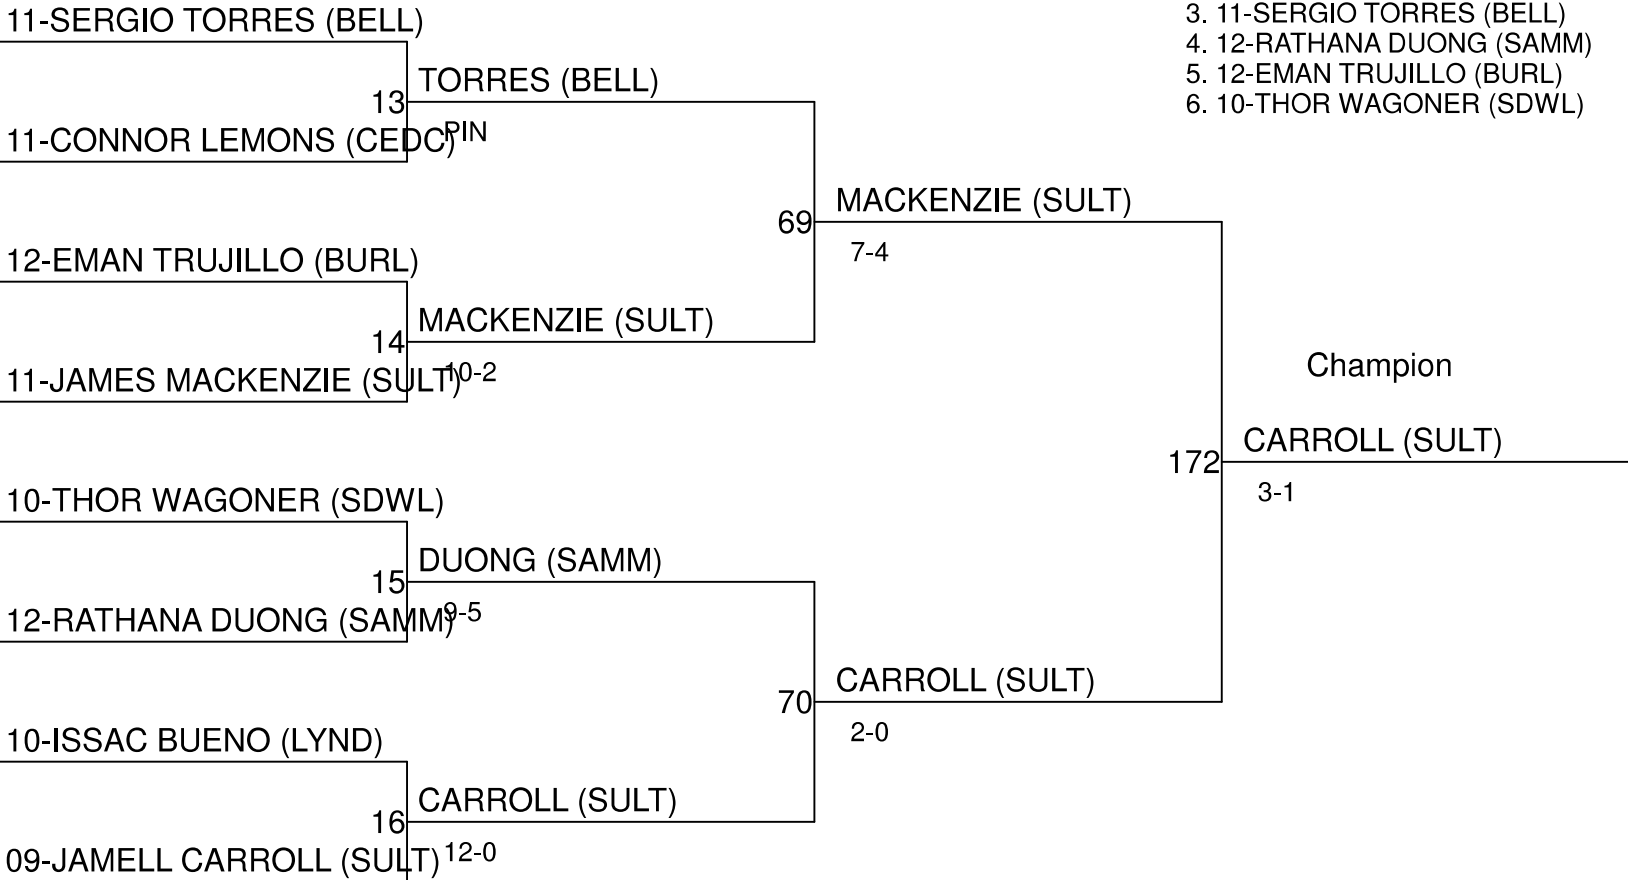 11-SERGIO TORRES (BELL)
13
11-CONNOR LEMONS (CEDC)
TORRES (BELL)
PIN
12-EMAN TRUJILLO (BURL)
14
11-JAMES MACKENZIE (SULT)
MACKENZIE (SULT)
10-2
10-THOR WAGONER (SDWL)
15
12-RATHANA DUONG (SAMM)
DUONG (SAMM)
9-5
10-ISSAC BUENO (LYND)
16
09-JAMELL CARROLL (SULT)
CARROLL (SULT)
12-0
69
MACKENZIE (SULT)
7-4
70
CARROLL (SULT)
2-0
172
Champion
CARROLL (SULT)
3-1
3. 11-SERGIO TORRES (BELL)
4. 12-RATHANA DUONG (SAMM)
5. 12-EMAN TRUJILLO (BURL)
6. 10-THOR WAGONER (SDWL)